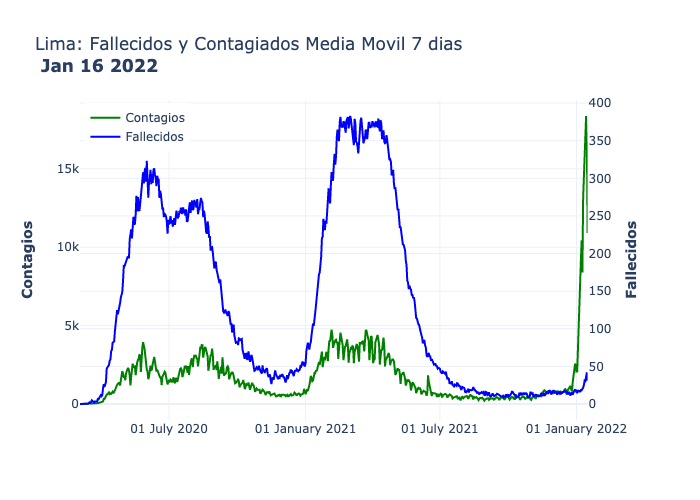 Lima: Fallecidos y Contagiados Media Movil 7 dias
Jan 16 2022
Contagios
Fallecidos
15k
10k
5k
0
Contagios
400
350
300
250
200
150
100
50
0
Fallecidos
01 July 2020
01 January 2021
01 July 2021
01 January 2022